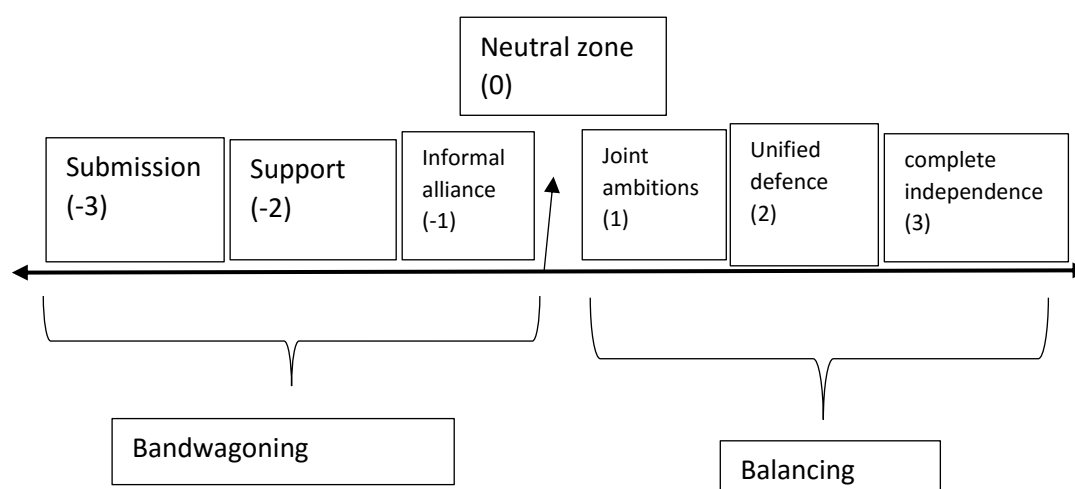 Neutral zone
(0)
Submission
(-3)
Support
(-2)
Informal
alliance
(-1)
Joint
ambitions
(1)
Unified
defence
(2)
complete
independence
(3)
Bandwagoning
Balancing